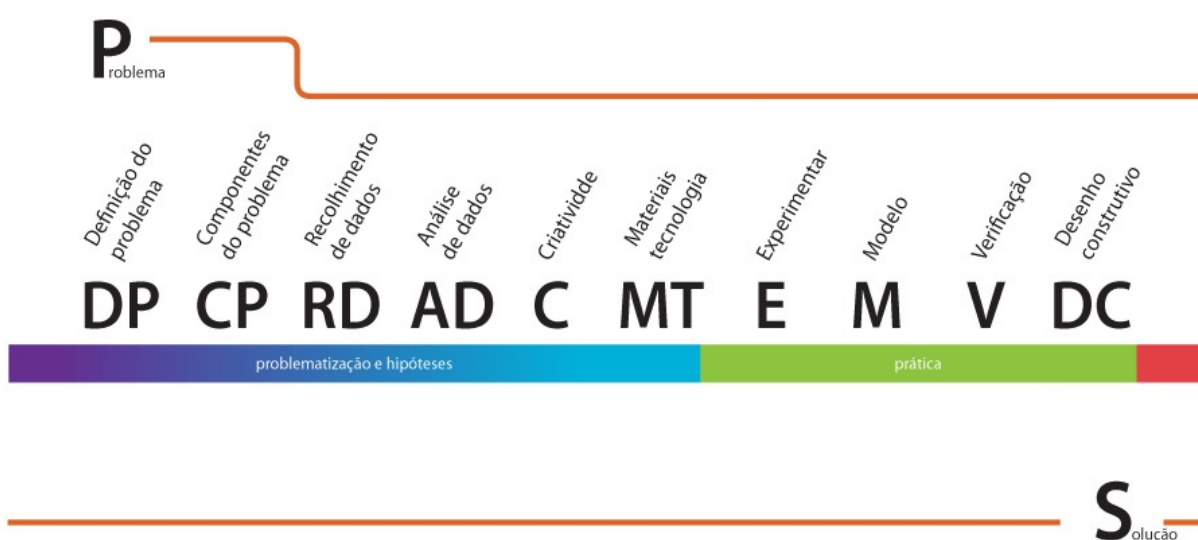 Problema
Definição do
problema
Componentes
do problema
Recolhimento
de dados
Análise
de dados
Criatividde
Materiais
tecnologia
Experimentar
Modelo
Verificação
Desenho
construtivo
DP CP RD AD C MT E M V DC
problematização e hipóteses prática
Solução